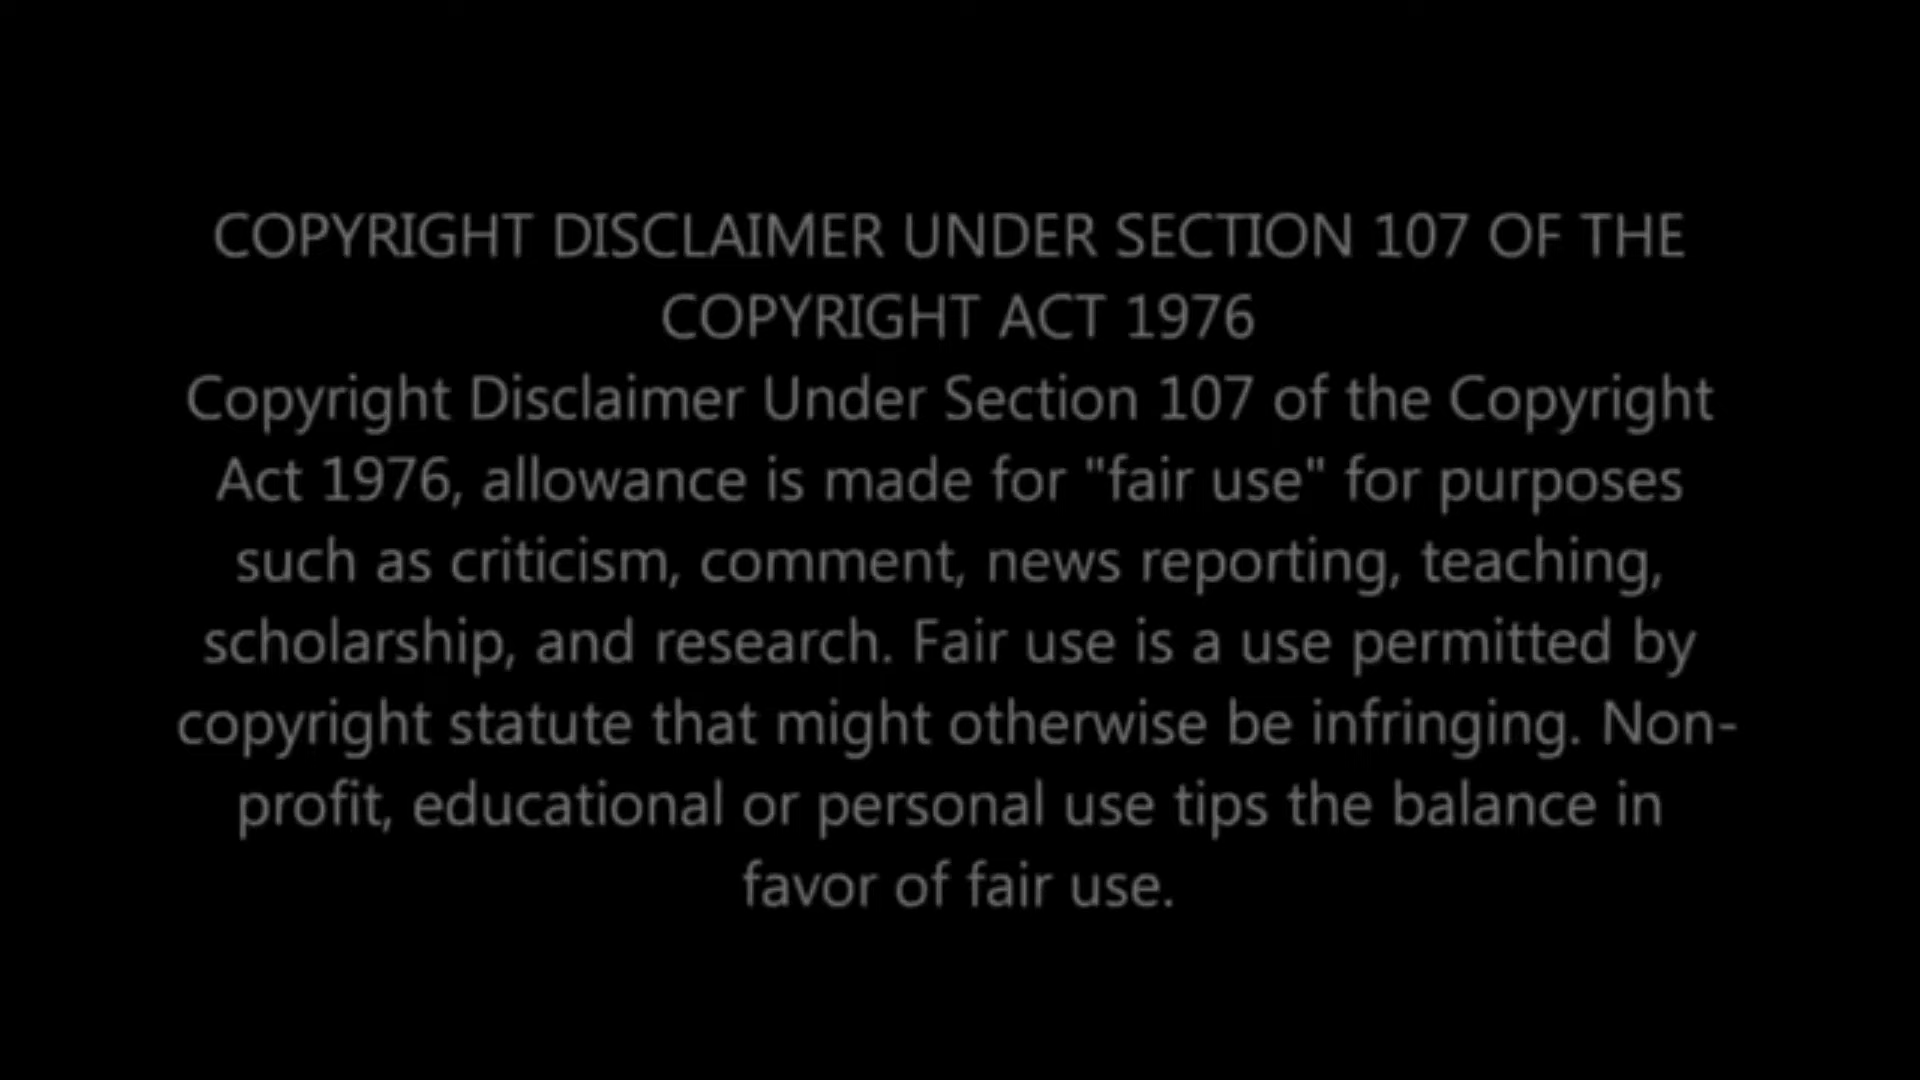 COPYRIGHT DISCLAIMER UNDER SECTION 107 OF THE
COPYRIGHT ACT 1976
Copyright Disclaimer Under Section 107 of the Copyright
Act 1976, allowance is made for "fair use" for purposes
such as criticism, comment, news reporting, teaching,
scholarship, and research. Fair use is a use permitted by
copyright statute that might otherwise be infringing. Non-
profit, educational or personal use tips the balance in
favor of fair use.